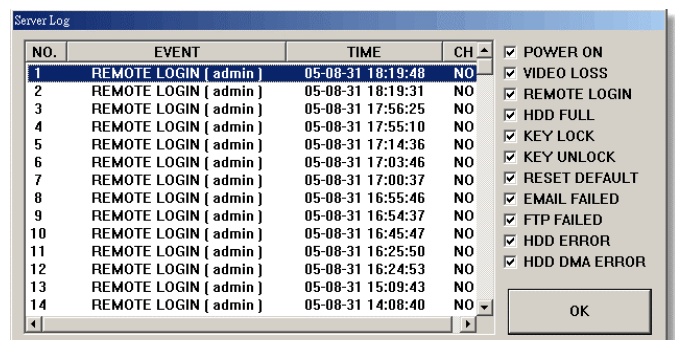 Server Log
NO. EVENT TIME CH
1 REMOTE LOGIN ( admin ) 05-08-31 18:19:48 NO
2 REMOTE LOGIN ( admin ) 05-08-31 18:19:31 NO
3 REMOTE LOGIN ( admin ) 05-08-31 17:56:25 NO
4 REMOTE LOGIN ( admin ) 05-08-31 17:55:10 NO
5 REMOTE LOGIN ( admin ) 05-08-31 17:14:36 NO
6 REMOTE LOGIN ( admin ) 05-08-31 17:03:46 NO
7 REMOTE LOGIN ( admin ) 05-08-31 17:00:37 NO
8 REMOTE LOGIN ( admin ) 05-08-31 16:55:46 NO
9 REMOTE LOGIN ( admin ) 05-08-31 16:54:37 NO
10 REMOTE LOGIN ( admin ) 05-08-31 16:45:47 NO
11 REMOTE LOGIN ( admin ) 05-08-31 16:25:50 NO
12 REMOTE LOGIN ( admin ) 05-08-31 16:24:53 NO
13 REMOTE LOGIN ( admin ) 05-08-31 15:09:43 NO
14 REMOTE LOGIN ( admin ) 05-08-31 14:08:40 NO
POWER ON
VIDEO LOSS
REMOTE LOGIN
HDD FULL
KEY LOCK
KEY UNLOCK
RESET DEFAULT
EMAIL FAILED
FTP FAILED
HDD ERROR
HDD DMA ERROR
OK